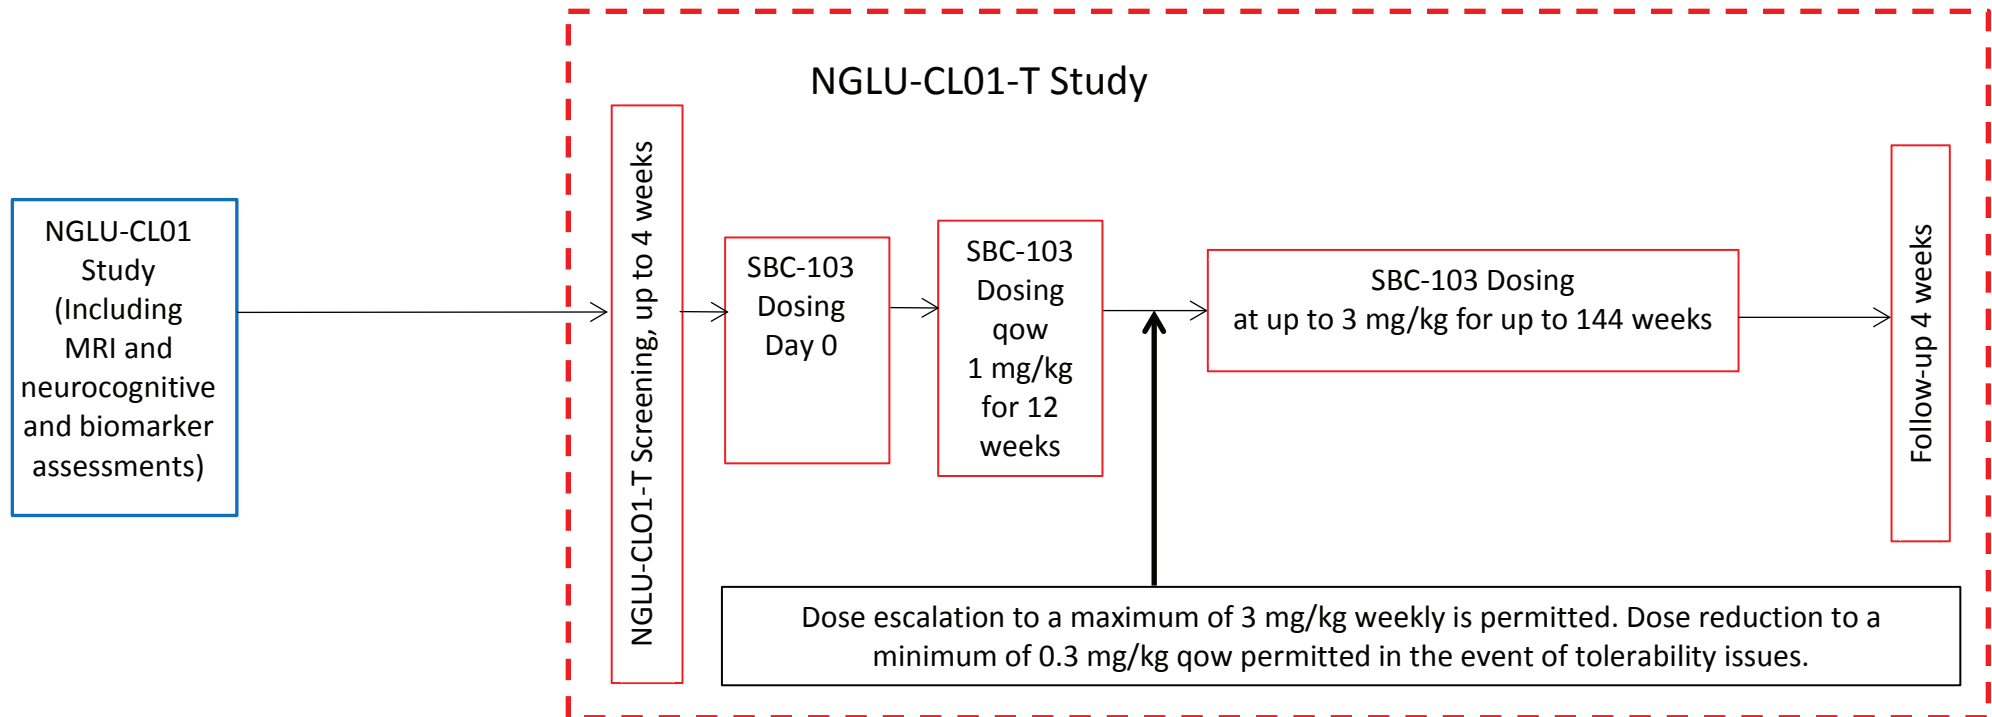 NGLU-CL01-T Study
NGLU-CL01
Study
(Including
MRI and
neurocognitive
and biomarker
assessments)
NGLU-CLO1-T Screening, up to 4 weeks
SBC-103
Dosing
Day 0
SBC-103
Dosing
qow
1 mg/kg
for 12
weeks
SBC-103 Dosing
at up to 3 mg/kg for up to 144 weeks
Follow-up 4 weeks
Dose escalation to a maximum of 3 mg/kg weekly is permitted. Dose reduction to a
minimum of 0.3 mg/kg qow permitted in the event of tolerability issues.